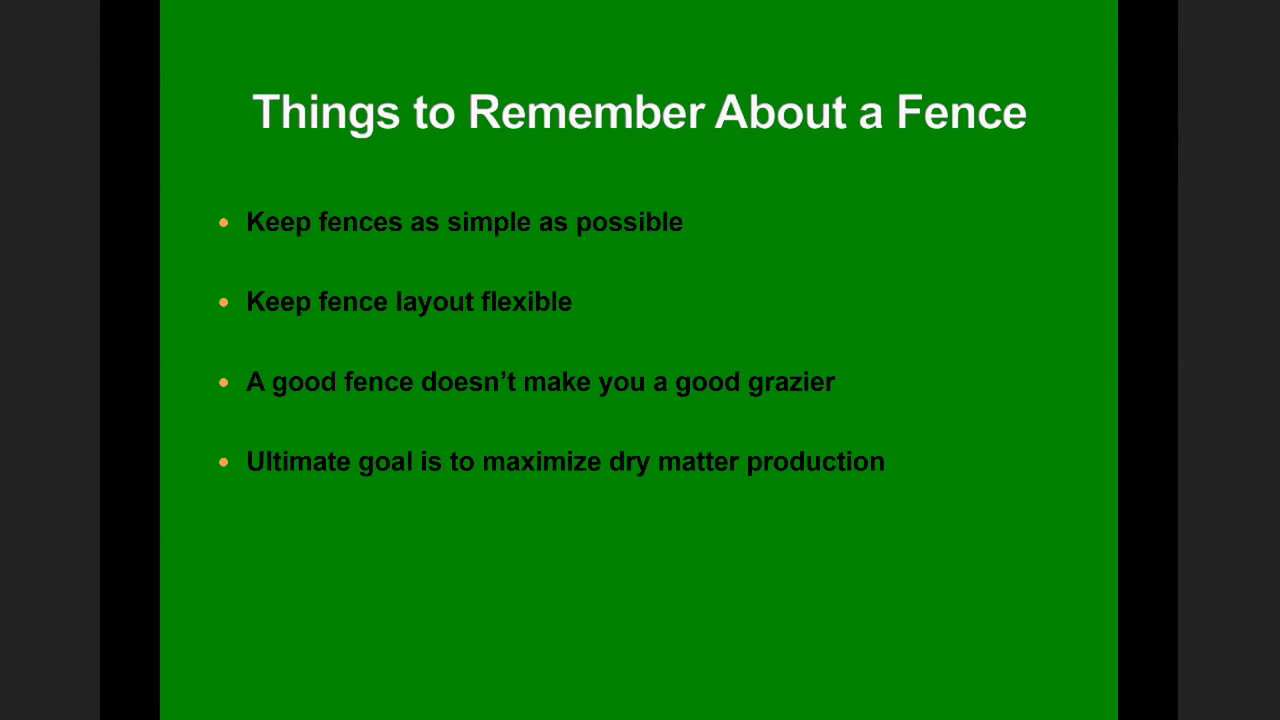 Things to Remember About a Fence
• Keep fences as simple as possible
• Keep fence layout flexible
• A good fence doesn’t make you a good grazier
• Ultimate goal is to maximize dry matter production